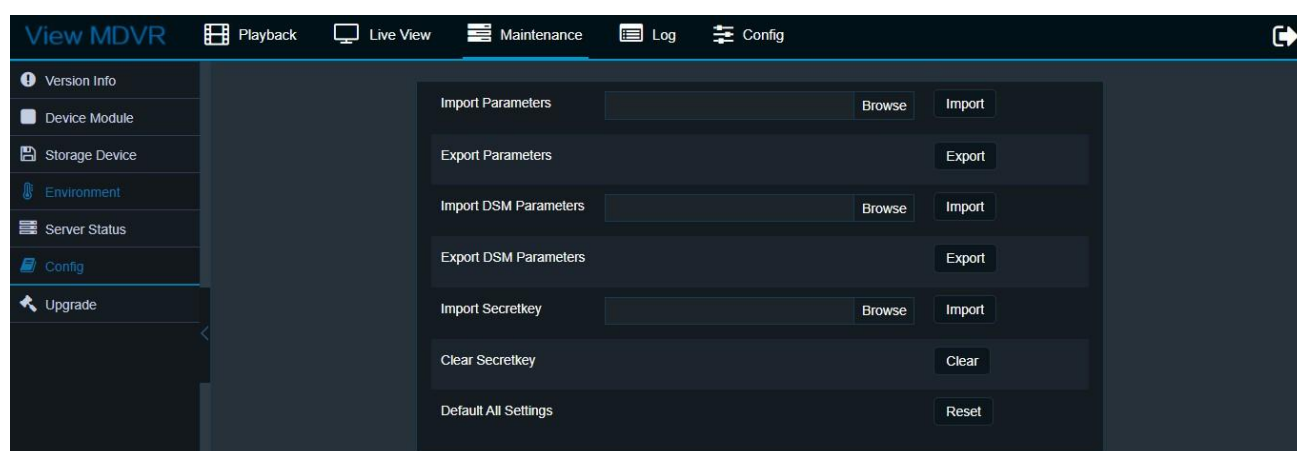 View MDVR Playback Live View Maintenance Log Config
Version Info
Device Module
Storage Device
Environment
Server Status
Config
Upgrade
Import Parameters Browse Import
Export Parameters Export
Import DSM Parameters Browse Import
Export DSM Parameters Export
Import Secretkey Browse Import
Clear Secretkey Clear
Default All Settings Reset